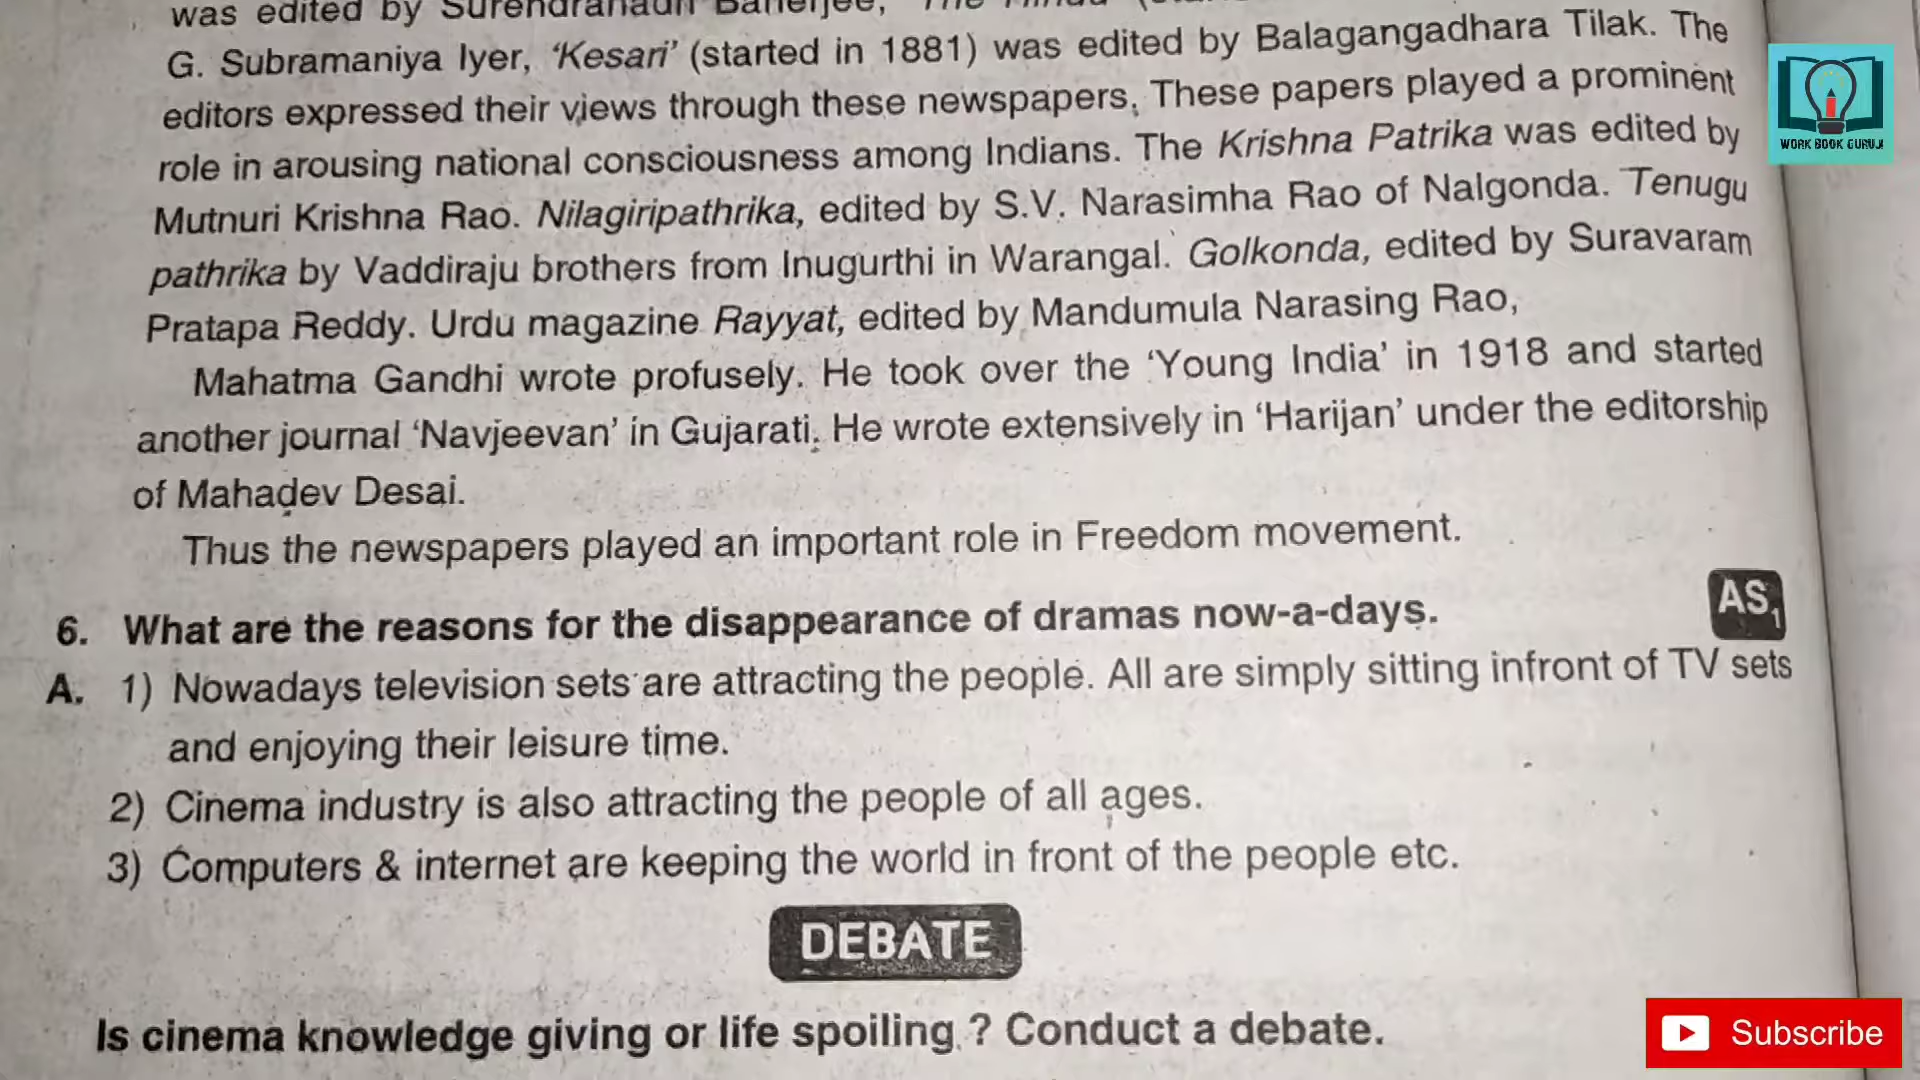 was edited by Surendranadh Banerjee, 'The Hindu'
G. Subramaniya Iyer, 'Kesari' (started in 1881) was edited by Balagangadhara Tilak. The
editors expressed their views through these newspapers. These papers played a prominent
role in arousing national consciousness among Indians. The Krishna Patrika was edited by
Mutnuri Krishna Rao. Nilagiripathrika, edited by S.V. Narasimha Rao of Nalgonda. Tenugu
pathrika by Vaddiraju brothers from Inugurthi in Warangal. Golkonda, edited by Suravaram
Pratapa Reddy. Urdu magazine Rayyat, edited by Mandumula Narasing Rao,
Mahatma Gandhi wrote profusely. He took over the 'Young India' in 1918 and started
another journal 'Navjeevan' in Gujarati. He wrote extensively in 'Harijan' under the editorship
of Mahadev Desai.
Thus the newspapers played an important role in Freedom movement.
6. What are the reasons for the disappearance of dramas now-a-days.
AS1
A. 1) Nowadays television sets are attracting the people. All are simply sitting infront of TV sets
and enjoying their leisure time.
2) Cinema industry is also attracting the people of all ages.
3) Computers & internet are keeping the world in front of the people etc.
DEBATE
Is cinema knowledge giving or life spoiling ? Conduct a debate.
WORK BOOK GURUJI
Subscribe